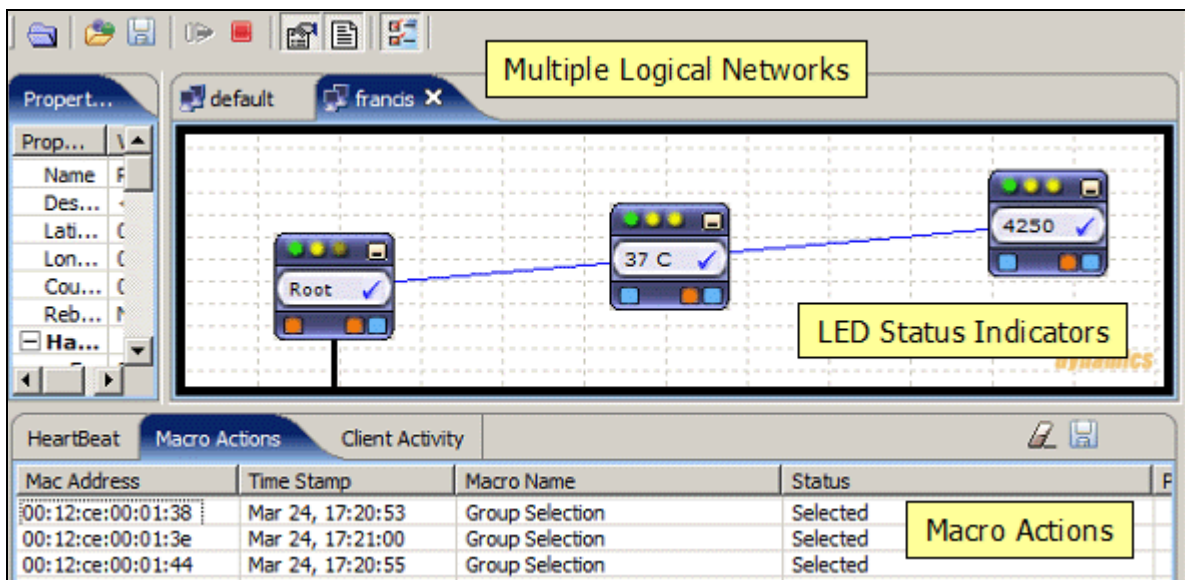 Multiple Logical Networks
Propert...
default
francis
Prop...
Name
Des...
Lati...
Lon...
Cou...
Reb...
Ha...
Root
37 C
4250
LED Status Indicators
dynamics
HeartBeat
Macro Actions
Client Activity
Mac Address Time Stamp Macro Name Status
00:12:ce:00:01:38 Mar 24, 17:20:53 Group Selection Selected
00:12:ce:00:01:3e Mar 24, 17:21:00 Group Selection Selected
00:12:ce:00:01:44 Mar 24, 17:20:55 Group Selection Selected
Macro Actions